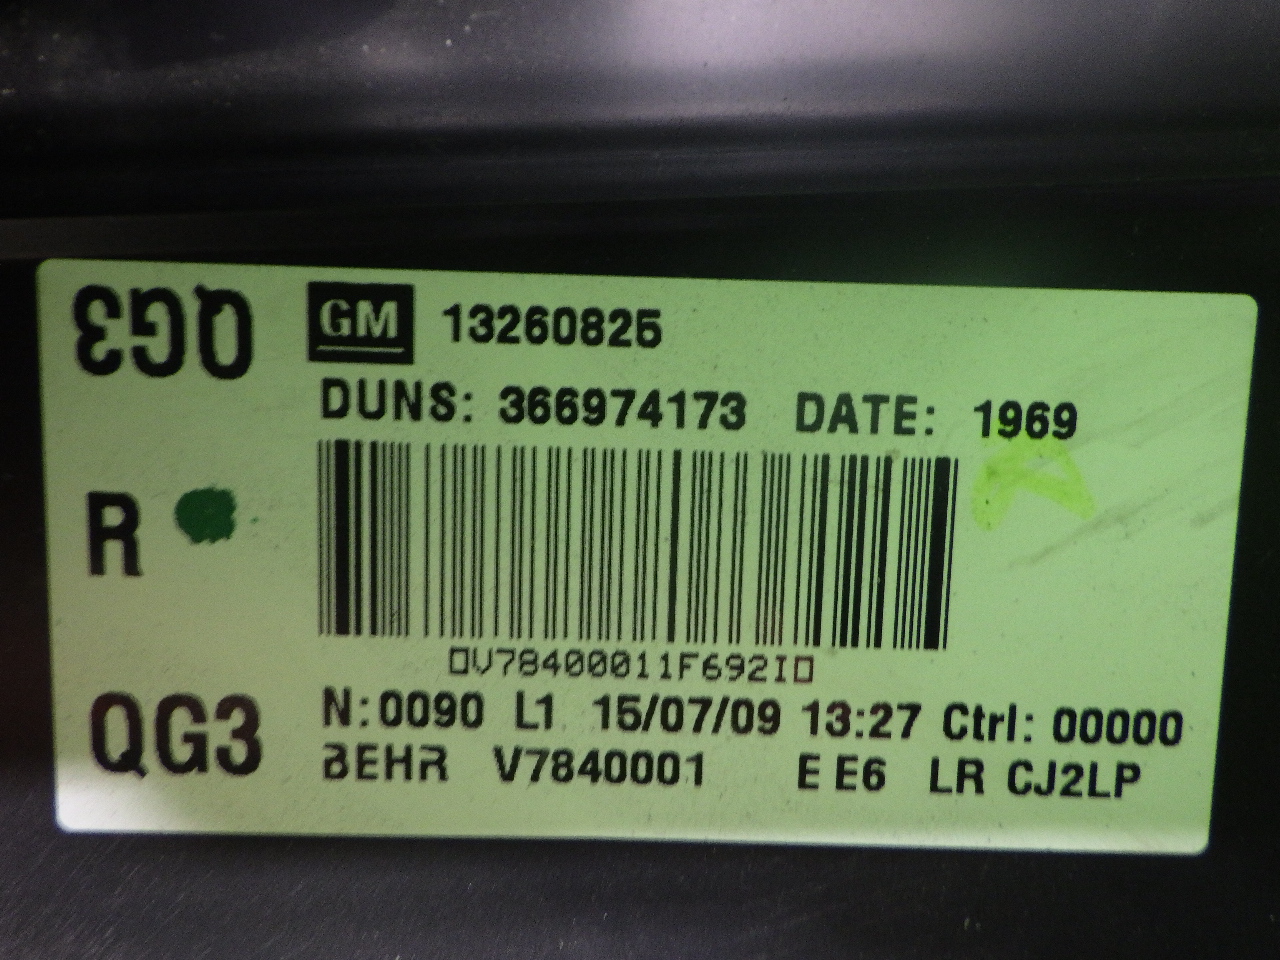 QG3
GM 13260825
DUNS: 366974173 DATE: 1969
R
0V78400011F692I0
QG3
N:0090 L1 15/07/09 13:27 Ctrl: 00000
BEHR V7840001 E E6 LR CJ2LP